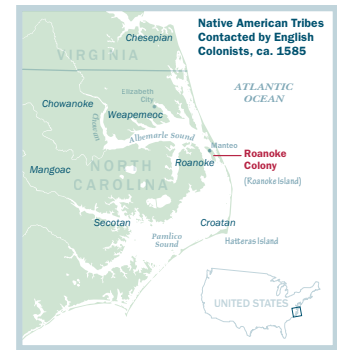 Native American Tribes
Contacted by English
Colonists, ca. 1585
Chesepian
VIRGINIA
ATLANTIC
OCEAN
Elizabeth
City
Chowanoke
Weapemeoc
Chowan
Albemarle Sound
Manteo
Roanoke
Colony
(Roanoke Island)
Roanoke
Mangoac
NORTH
CAROLINA
Secotan
Croatan
Pamlico
Sound
Hatteras Island
UNITED STATES